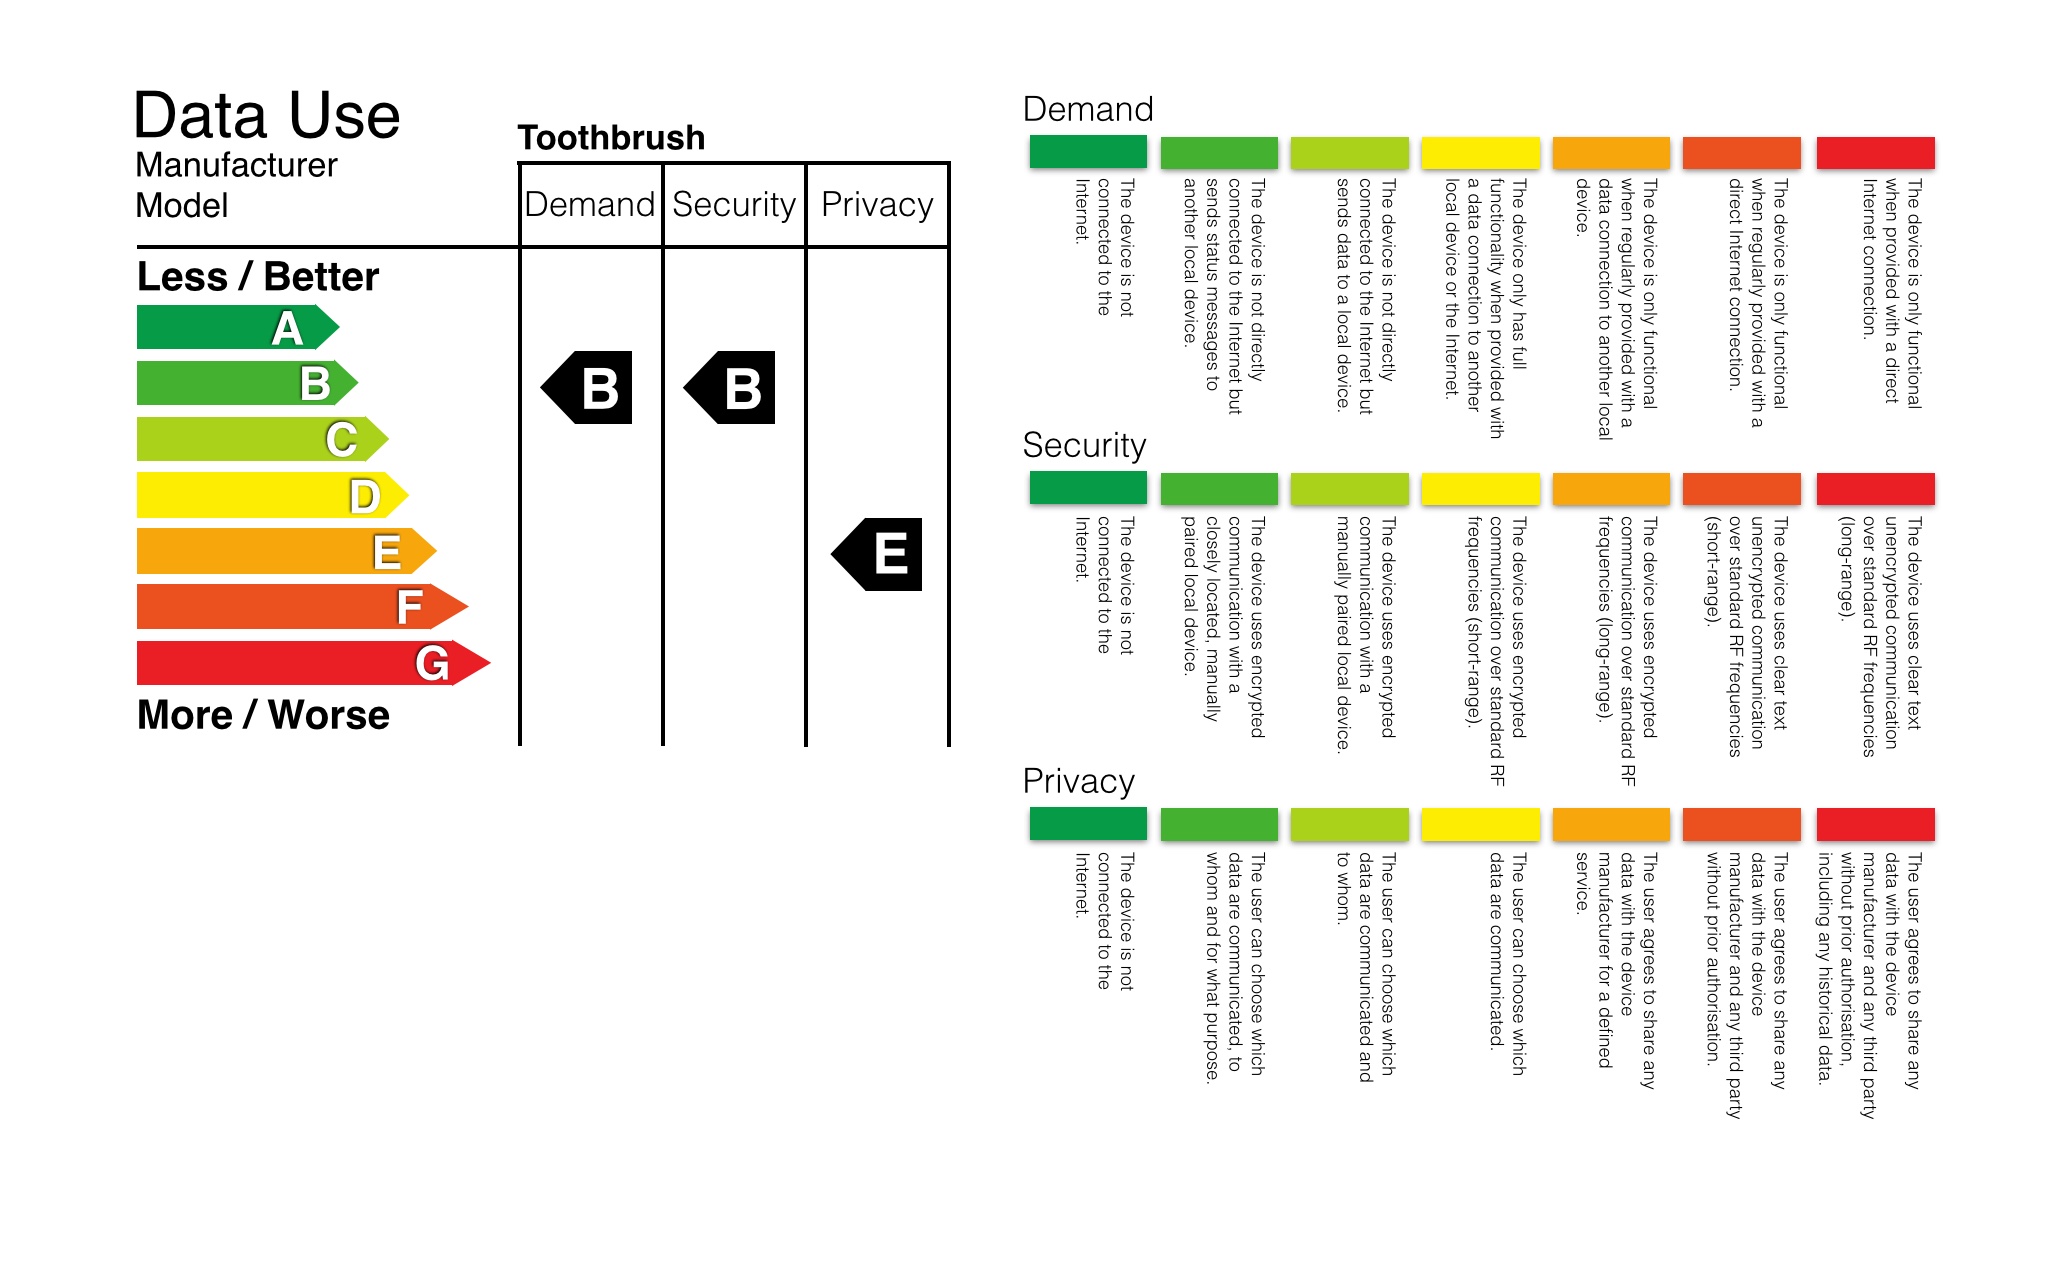 Data Use
Manufacturer
Model
Toothbrush
Demand
Security
Privacy
Less / Better
A
B
C
D
E
F
G
More / Worse
B
B
E
Demand
The device is not
connected to the
Internet.
The device is not directly
connected to the Internet but
sends status messages to
another local device.
The device is not directly
connected to the Internet but
sends data to a local device.
The device only has full
functionality when provided with
a data connection to another
local device or the Internet.
The device is only functional
when regularly provided with a
data connection to another local
device.
The device is only functional
when regularly provided with a
direct Internet connection.
The device is only functional
when provided with a direct
Internet connection.
Security
The device is not
connected to the
Internet.
The device uses encrypted
communication with a
closely located, manually
paired local device.
The device uses encrypted
communication with a
manually paired local device.
The device uses encrypted
communication over standard RF
frequencies (short-range).
The device uses encrypted
communication over standard RF
frequencies (long-range).
The device uses clear text
unencrypted communication
over standard RF frequencies
(short-range).
The device uses clear text
unencrypted communication
over standard RF frequencies
(long-range).
Privacy
The device is not
connected to the
Internet.
The user can choose which
data are communicated, to
whom and for what purpose.
The user can choose which
data are communicated and
to whom.
The user can choose which
data are communicated.
The user agrees to share any
data with the device
manufacturer for a defined
service.
The user agrees to share any
data with the device
manufacturer and any third party
without prior authorisation.
The user agrees to share any
data with the device
manufacturer and any third party
without prior authorisation,
including any historical data.